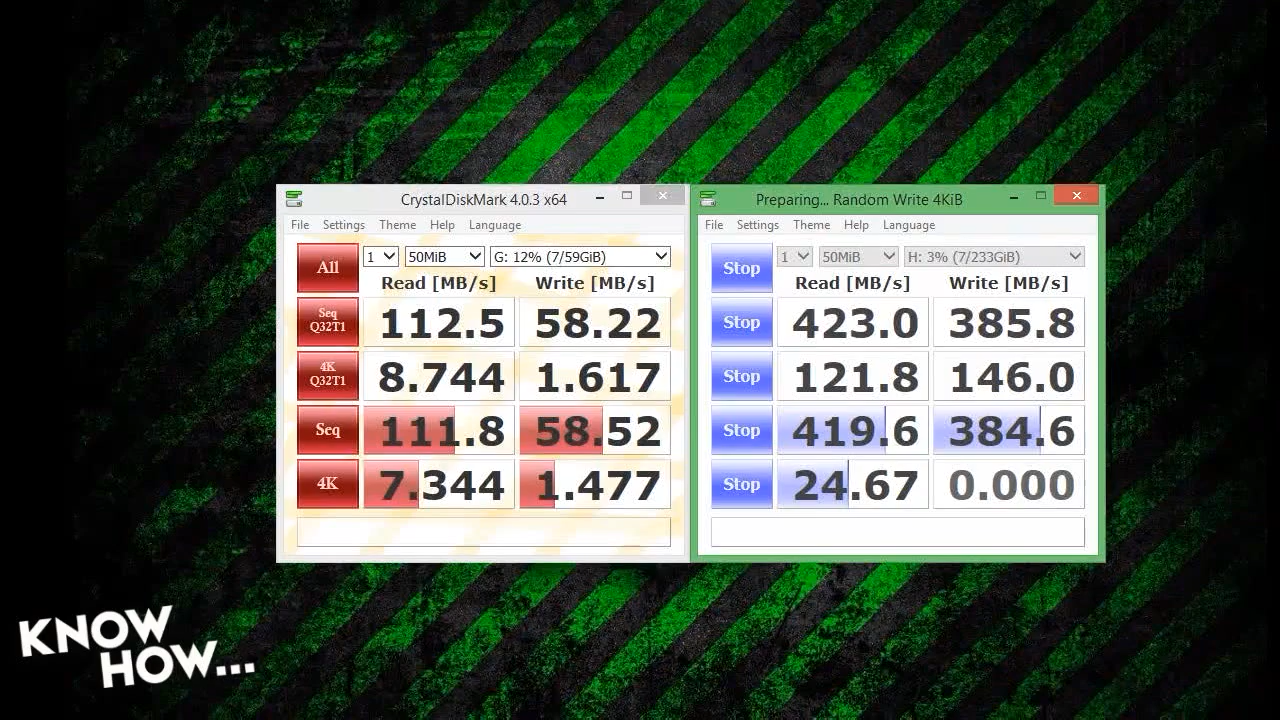 CrystalDiskMark 4.0.3 x64
File Settings Theme Help Language
All 1 50MiB G: 12% (7/59GiB)
Read [MB/s] Write [MB/s]
Seq
Q32T1 112.5 58.22
4K
Q32T1 8.744 1.617
Seq 111.8 58.52
4K 7.344 1.477
Preparing... Random Write 4KiB
File Settings Theme Help Language
Stop 1 50MiB H: 3% (7/233GiB)
Read [MB/s] Write [MB/s]
Stop 423.0 385.8
Stop 121.8 146.0
Stop 419.6 384.6
Stop 24.67 0.000
KNOW
HOW...